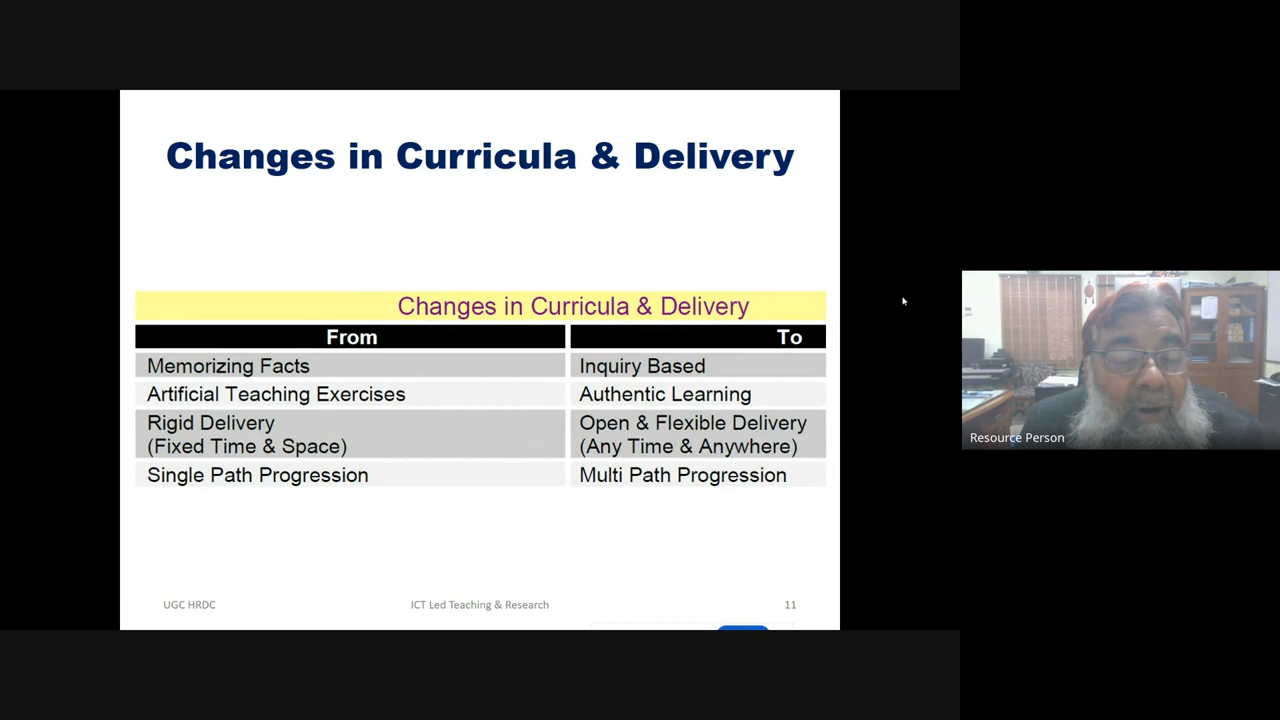 Changes in Curricula & Delivery
Changes in Curricula & Delivery
From To
Memorizing Facts Inquiry Based
Artificial Teaching Exercises Authentic Learning
Rigid Delivery Open & Flexible Delivery
(Fixed Time & Space) (Any Time & Anywhere)
Single Path Progression Multi Path Progression
Resource Person
UGC HRDC ICT Led Teaching & Research 11